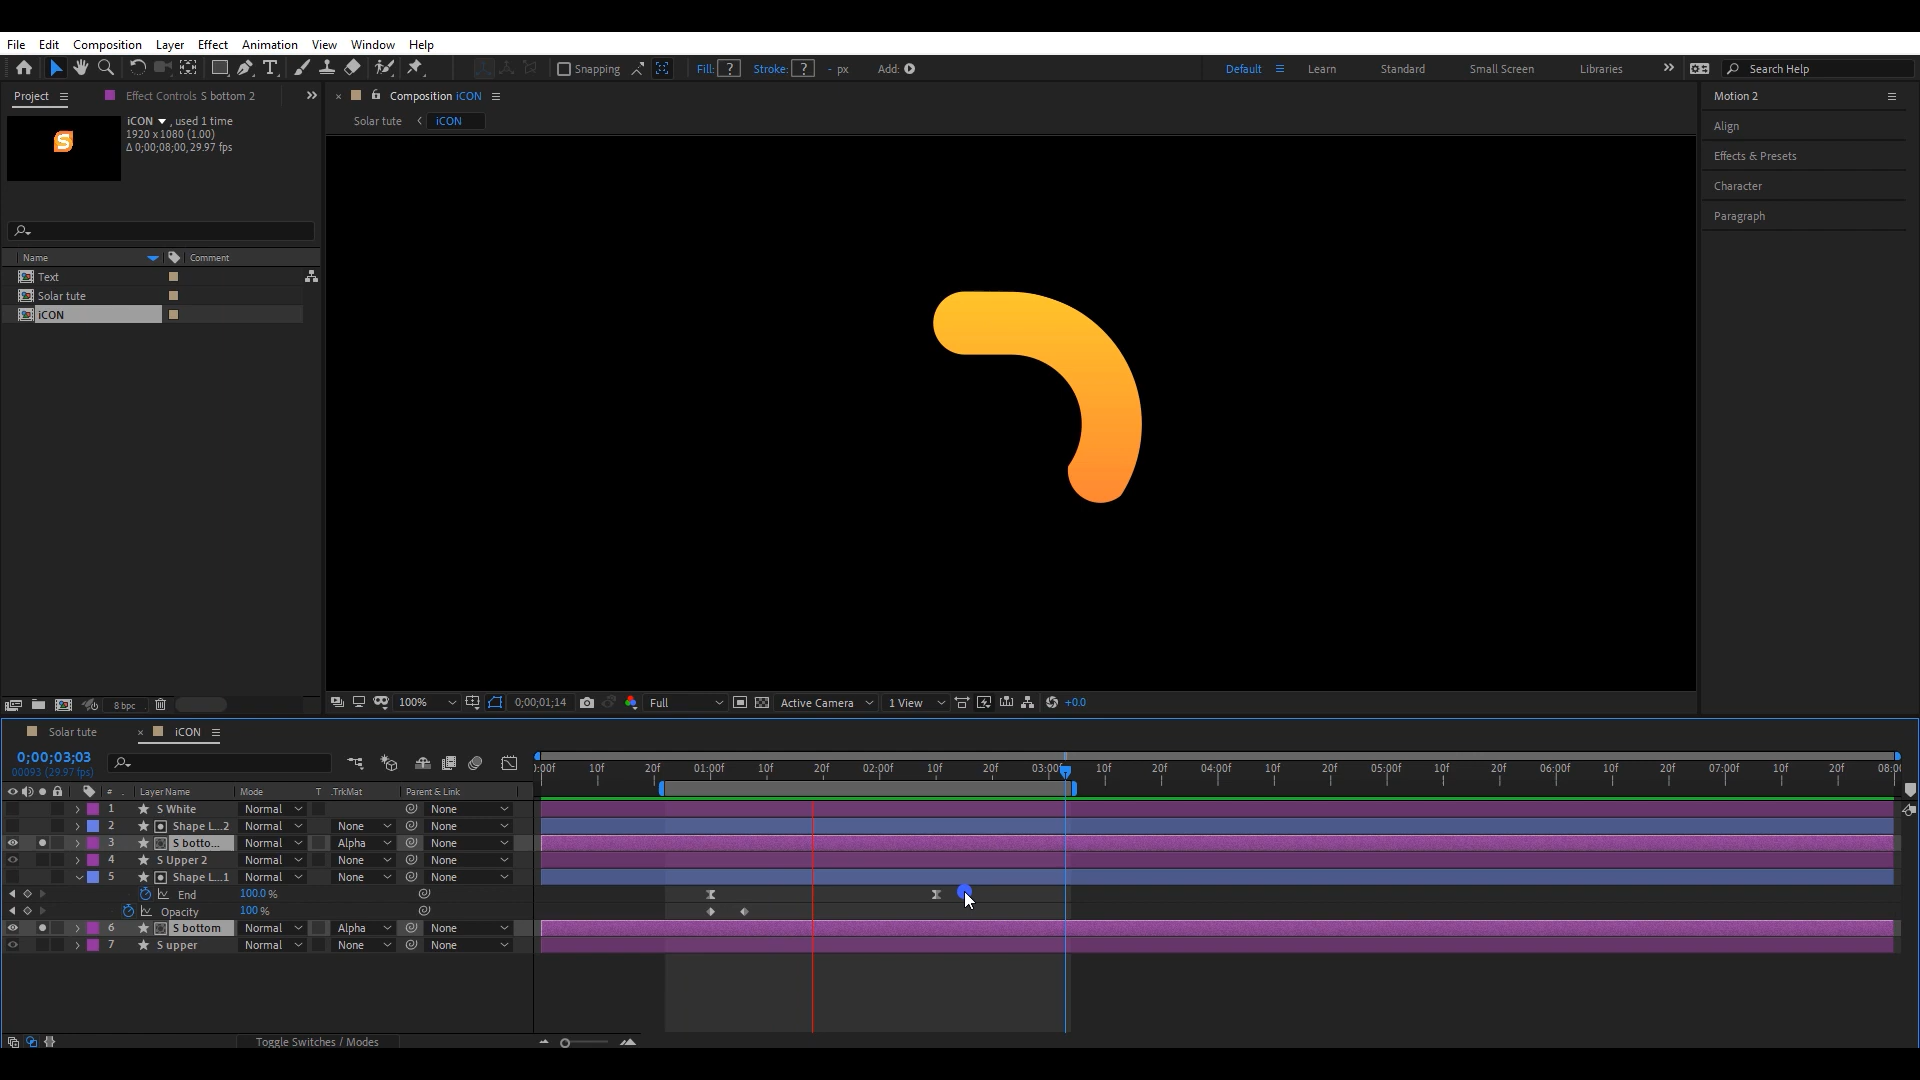 File Edit Composition Layer Effect Animation View Window Help
Snapping Fill: ? Stroke: ? - px Add: Default Learn Standard Small Screen Libraries » Search Help
Project Effect Controls S bottom 2 » × Composition iCON Motion 2
iCON , used 1 time
1920 x 1080 (1.00)
Δ 0;00;08;00, 29.97 fps
Solar tute < iCON
Align
Effects & Presets
Character
Paragraph
S
Name Comment
Text
Solar tute
iCON
8 bpc 100% 0;00;01;14 Full Active Camera 1 View +0.0
Solar tute × iCON
0;00;03;03
00093 (29.97 fps)
):00f 10f 20f 01:00f 10f 20f 02:00f 10f 20f 03:00f 10f 20f 04:00f 10f 20f 05:00f 10f 20f 06:00f 10f 20f 07:00f 10f 20f 08:00
# . Layer Name Mode T .TrkMat Parent & Link
1 S White Normal None
2 Shape L...2 Normal None None
3 S botto... Normal Alpha None
4 S Upper 2 Normal None None
5 Shape L...1 Normal None None
End 100.0 %
Opacity 100 %
6 S bottom Normal Alpha None
7 S upper Normal None None
Toggle Switches / Modes